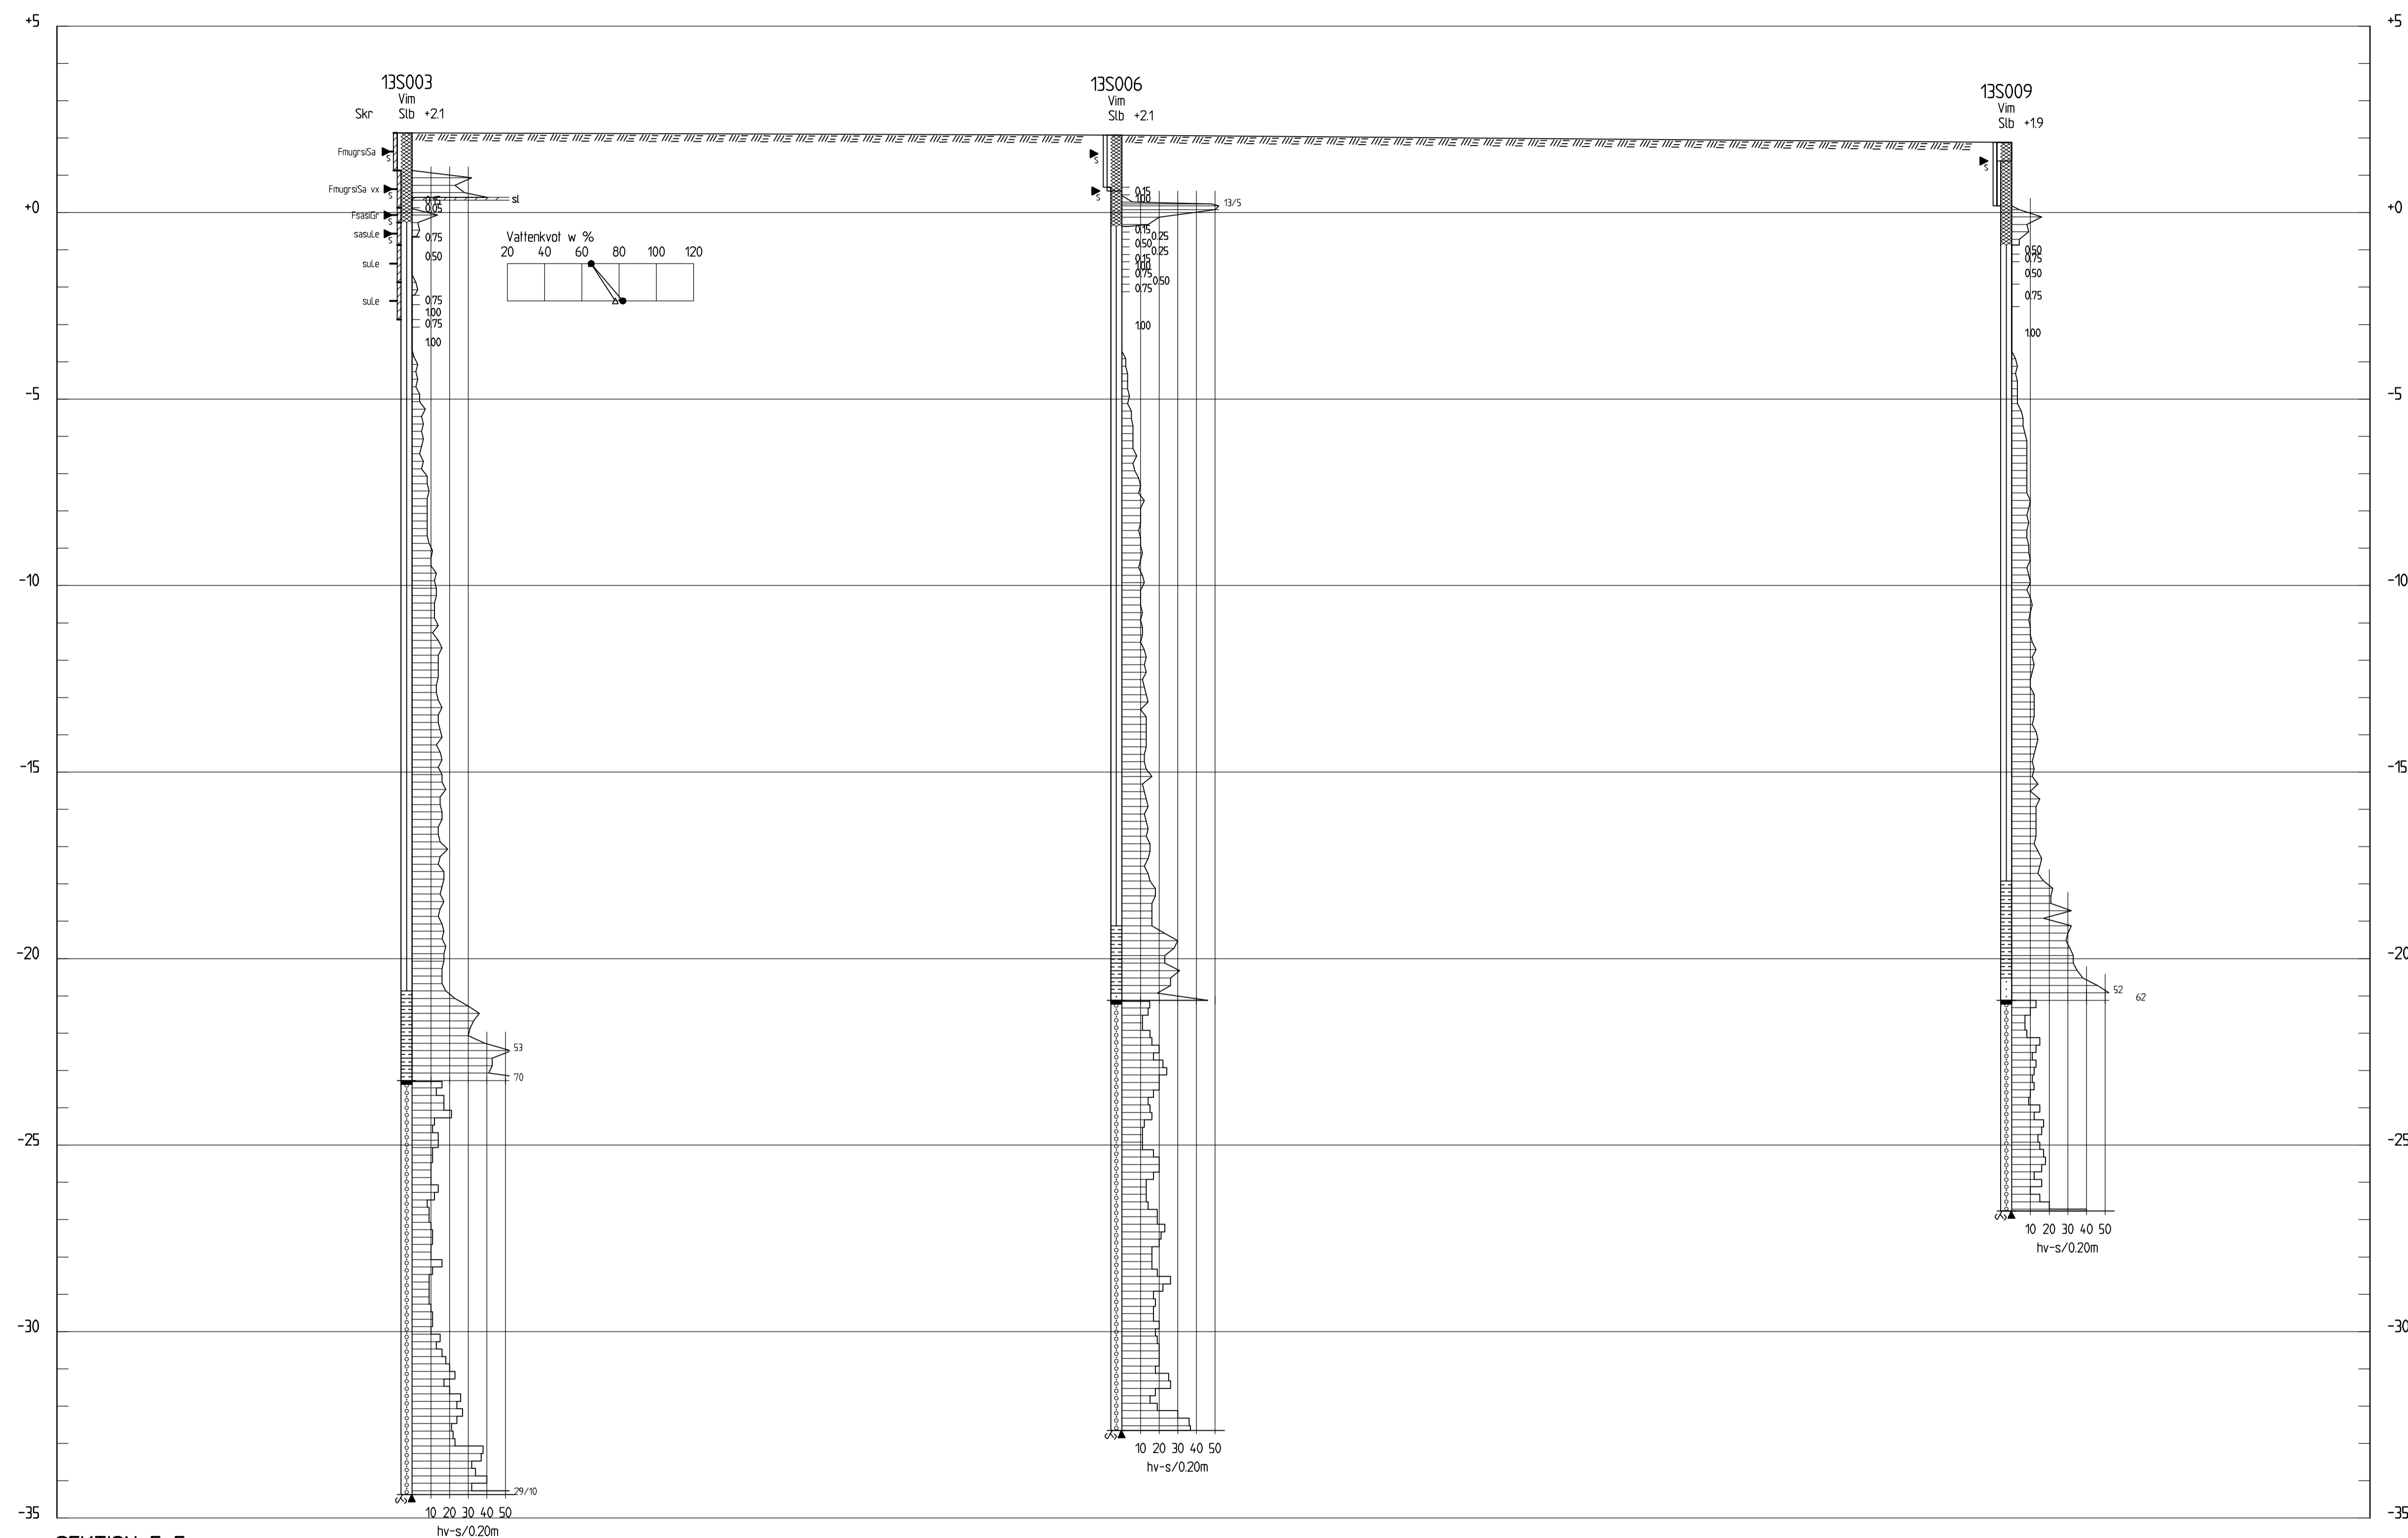 +5 +5
13S003 13S006 13S009
Vim Vim Vim
Skr Slb +2.1 Slb +2.1 Slb +1.9
FmugrsiSa S S S
FmugrsiSa vx S sl S 0.15 1.00 13/5
+0 0.15 0.05 +0
FsasiGr S
sasuLe S 0.75 0.15 0.25
0.50 0.50 0.25 0.50
Vattenkvot w % 0.15 0.75
20 40 60 80 100 120 1.00
suLe 0.75 0.50
suLe 0.75 0.75 0.50 0.75
1.00
0.75 1.00
1.00 1.00
-5 -5
-10 -10
-15 -15
-20 -20
52
62
53
70
-25 -25
10 20 30 40 50
hv-s/0.20m
-30 -30
10 20 30 40 50
hv-s/0.20m
29/10
-35 10 20 30 40 50 -35
hv-s/0.20m